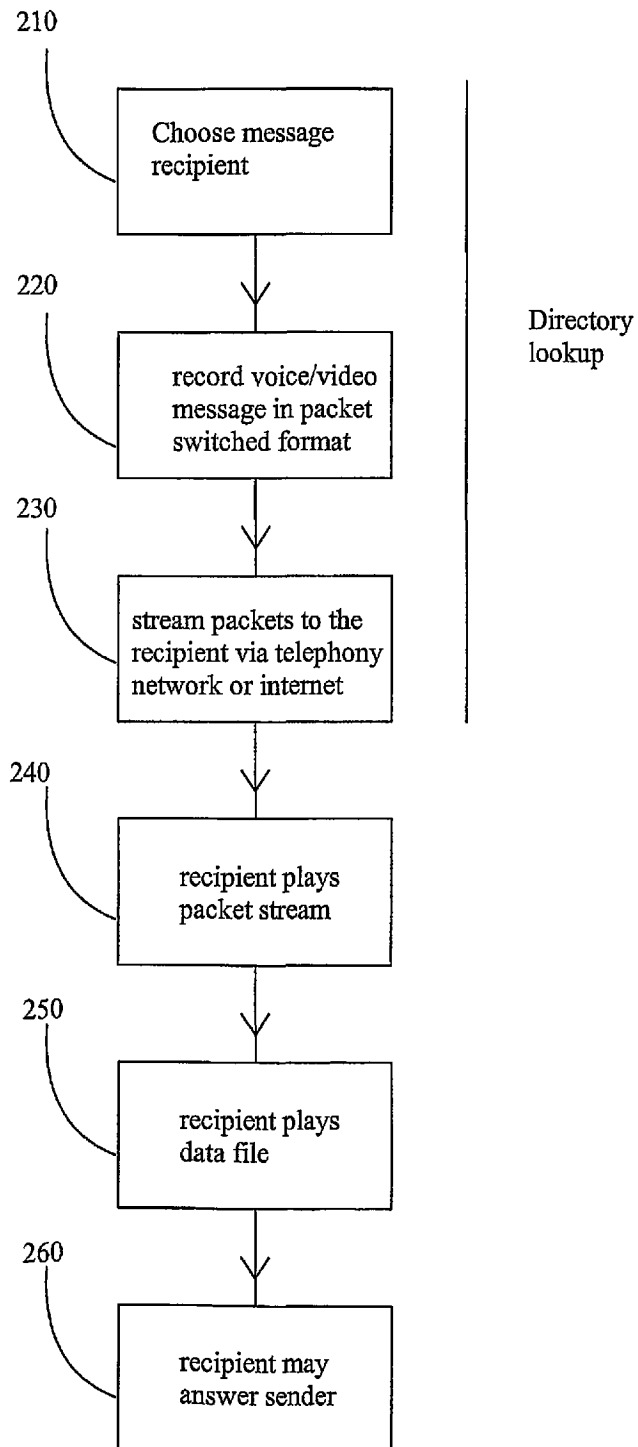 210
Choose message
recipient
220
record voice/video
message in packet
switched format
Directory
lookup
230
stream packets to the
recipient via telephony
network or internet
240
recipient plays
packet stream
250
recipient plays
data file
260
recipient may
answer sender